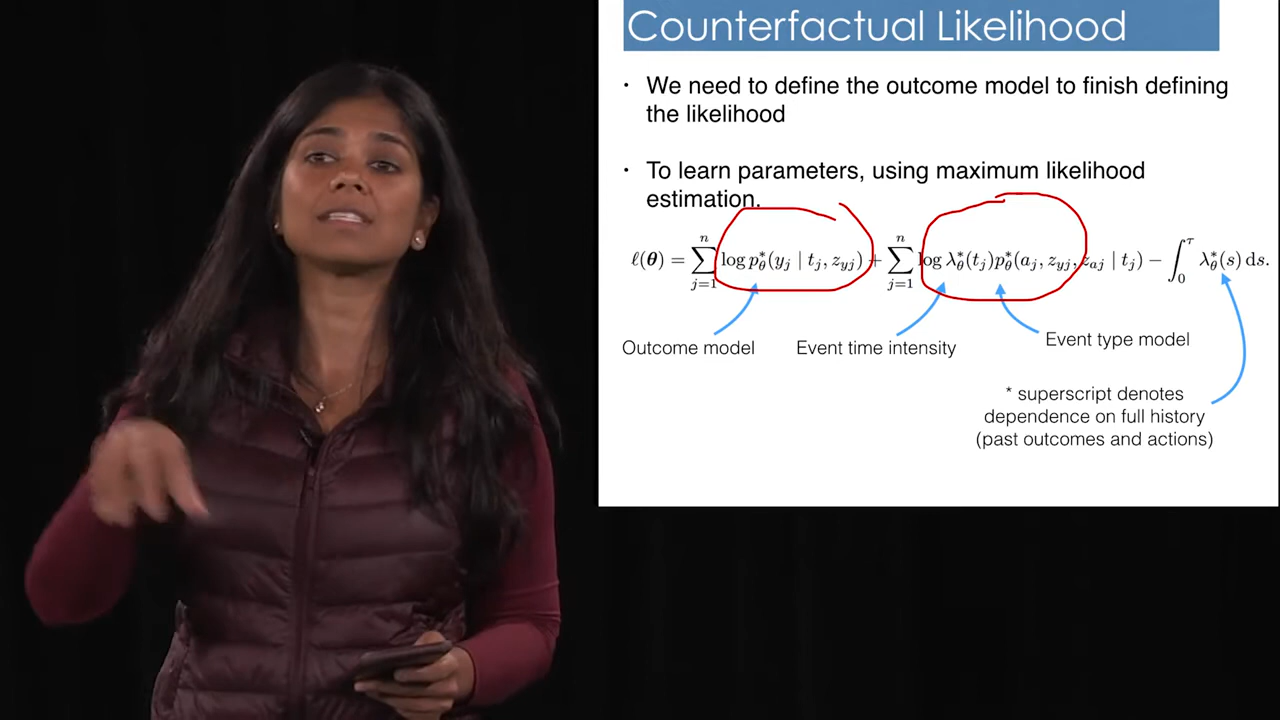 Counterfactual Likelihood
· We need to define the outcome model to finish defining
the likelihood
· To learn parameters, using maximum likelihood
estimation.
ℓ(θ) = ∑_{j=1}^{n} log p*_θ(y_j | t_j, z_{yj}) + ∑_{j=1}^{n} log λ*_θ(t_j)p*_θ(a_j, z_{yj}, z_{aj} | t_j) − ∫_0^τ λ*_θ(s) ds.
Outcome model
Event time intensity
Event type model
* superscript denotes
dependence on full history
(past outcomes and actions)